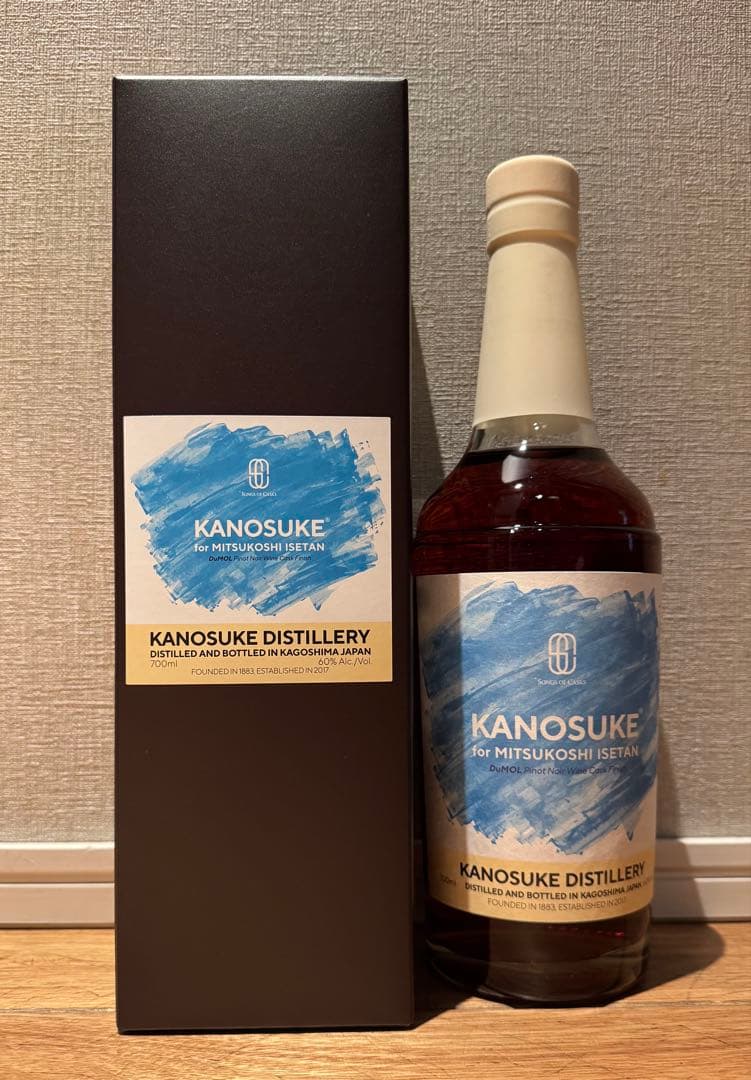 SONGS OF CASKS
KANOSUKE®
for MITSUKOSHI ISETAN
DuMOL Pinot Noir Wine Cask Finish
KANOSUKE DISTILLERY
DISTILLED AND BOTTLED IN KAGOSHIMA JAPAN
700ml 60% Alc./Vol.
FOUNDED IN 1883, ESTABLISHED IN 2017
SONGS OF CASKS
KANOSUKE®
for MITSUKOSHI ISETAN
DuMOL Pinot Noir Wine Cask Finish
KANOSUKE DISTILLERY
700ml DISTILLED AND BOTTLED IN KAGOSHIMA JAPAN
FOUNDED IN 1883, ESTABLISHED IN 2017